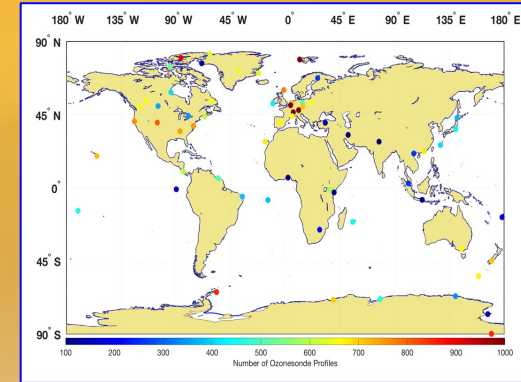 180° W 135° W 90° W 45° W 0° 45° E 90° E 135° E 180° E
90° N
45° N
0°
45° S
90° S
100 200 300 400 500 600 700 800 900 1000
Number of Ozonesonde Profiles